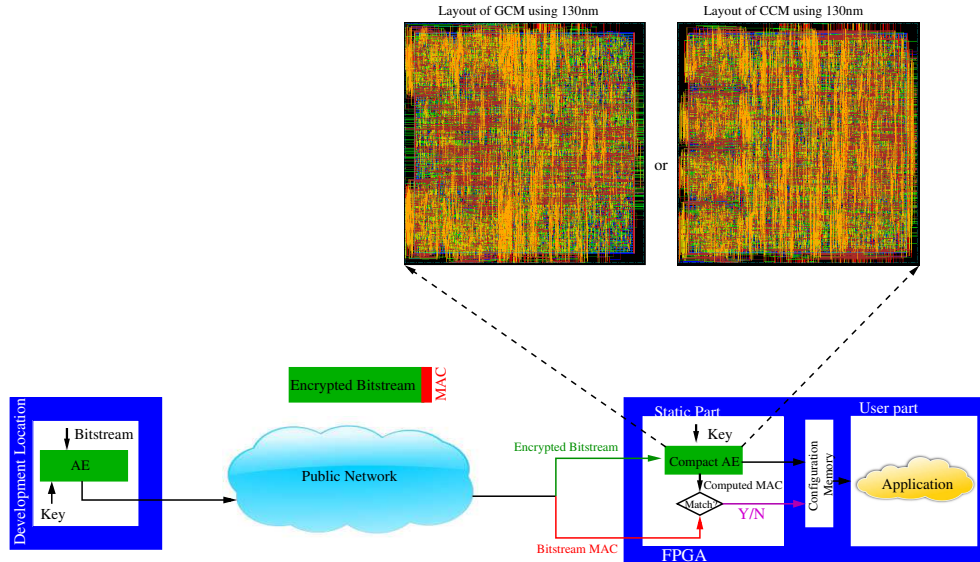 Layout of GCM using 130nm
Layout of CCM using 130nm
or
Encrypted Bitstream
MAC
Development Location
Bitstream
AE
Key
Public Network
Encrypted Bitstream
Bitstream MAC
Static Part
Key
Compact AE
Computed MAC
Match?
Y/N
FPGA
Configuration
Memory
User part
Application